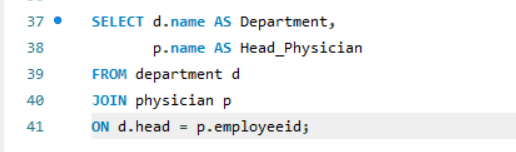 37 SELECT d.name AS Department,
38 p.name AS Head_Physician
39 FROM department d
40 JOIN physician p
41 ON d.head = p.employeeid;